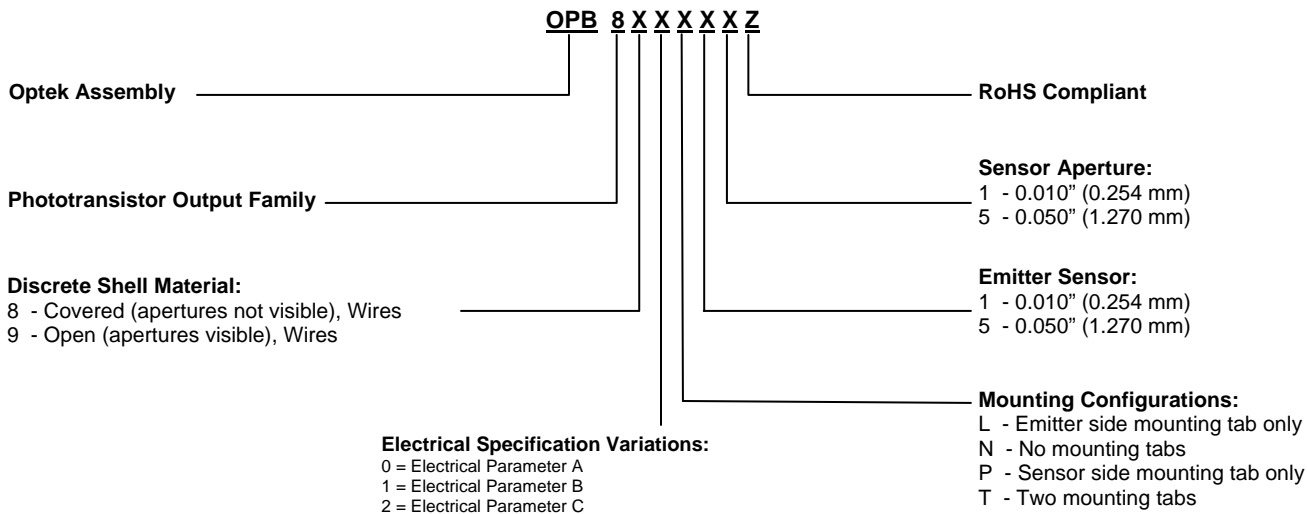 OPB 8 X X X X X Z
Optek Assembly
RoHS Compliant
Phototransistor Output Family
Sensor Aperture:
1 - 0.010” (0.254 mm)
5 - 0.050” (1.270 mm)
Discrete Shell Material:
8 - Covered (apertures not visible), Wires
9 - Open (apertures visible), Wires
Emitter Sensor:
1 - 0.010” (0.254 mm)
5 - 0.050” (1.270 mm)
Electrical Specification Variations:
0 = Electrical Parameter A
1 = Electrical Parameter B
2 = Electrical Parameter C
Mounting Configurations:
L - Emitter side mounting tab only
N - No mounting tabs
P - Sensor side mounting tab only
T - Two mounting tabs